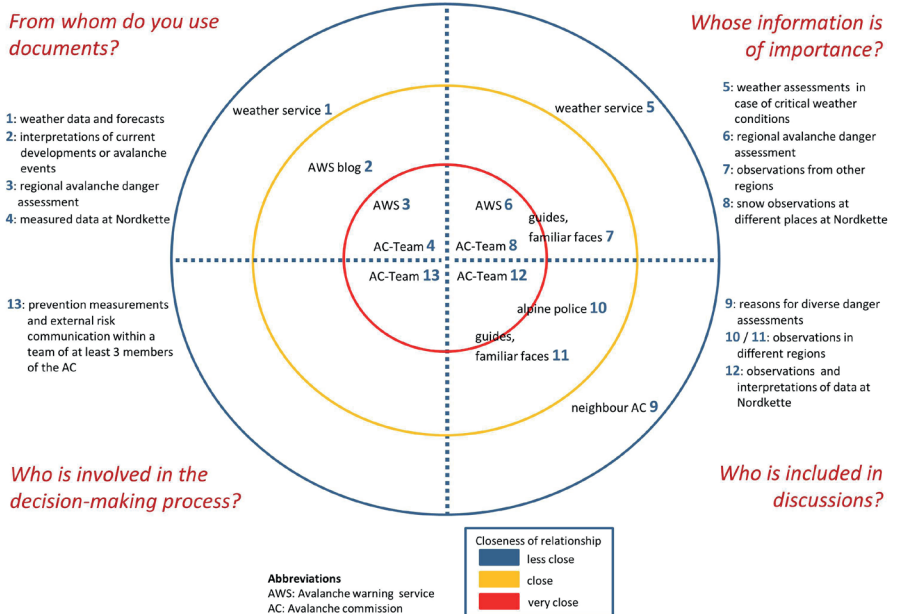 From whom do you use
documents?
1: weather data and forecasts
2: interpretations of current
developments or avalanche
events
3: regional avalanche danger
assessment
4: measured data at Nordkette
Whose information is
of importance?
5: weather assessments in
case of critical weather
conditions
6: regional avalanche danger
assessment
7: observations from other
regions
8: snow observations at
different places at Nordkette
weather service 1
weather service 5
AWS blog 2
AWS 3
AWS 6
guides,
familiar faces 7
AC-Team 4
AC-Team 8
AC-Team 13
AC-Team 12
alpine police 10
guides,
familiar faces 11
neighbour AC 9
13: prevention measurements
and external risk
communication within a
team of at least 3 members
of the AC
9: reasons for diverse danger
assessments
10 / 11: observations in
different regions
12: observations and
interpretations of data at
Nordkette
Who is involved in the
decision-making process?
Who is included in
discussions?
Abbreviations
AWS: Avalanche warning service
AC: Avalanche commission
Closeness of relationship
less close
close
very close